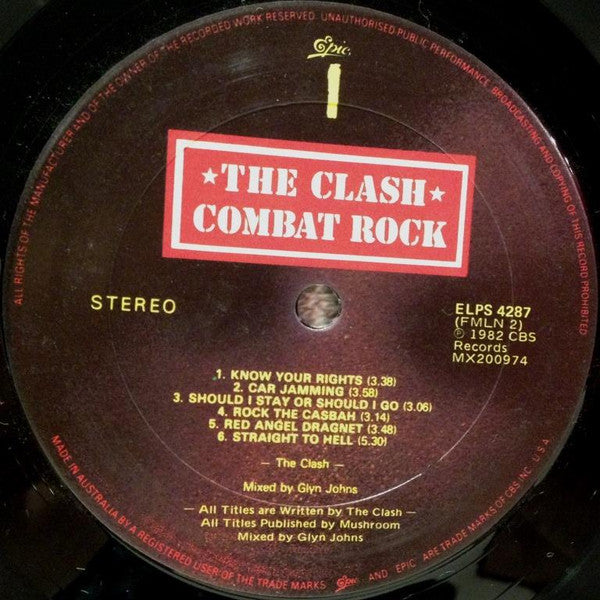 Epic
1
THE CLASH
COMBAT ROCK
STEREO
ELPS 4287
(FMLN 2)
Ⓟ 1982 CBS
Records
MX200974
1. KNOW YOUR RIGHTS (3.38)
2. CAR JAMMING (3.58)
3. SHOULD I STAY OR SHOULD I GO (3.06)
4. ROCK THE CASBAH (3.14)
5. RED ANGEL DRAGNET (3.48)
6. STRAIGHT TO HELL (5.30)
— The Clash —
Mixed by Glyn Johns
— All Titles are Written by The Clash —
All Titles Published by Mushroom
Mixed by Glyn Johns
ALL RIGHTS OF THE MANUFACTURER AND OF THE OWNER OF THE RECORDED WORK RESERVED. UNAUTHORISED PUBLIC PERFORMANCE, BROADCASTING AND COPYING OF THIS RECORD PROHIBITED
MADE IN AUSTRALIA BY A REGISTERED USER OF THE TRADE MARKS Epic AND EPIC ARE TRADE MARKS OF CBS INC. U.S.A.